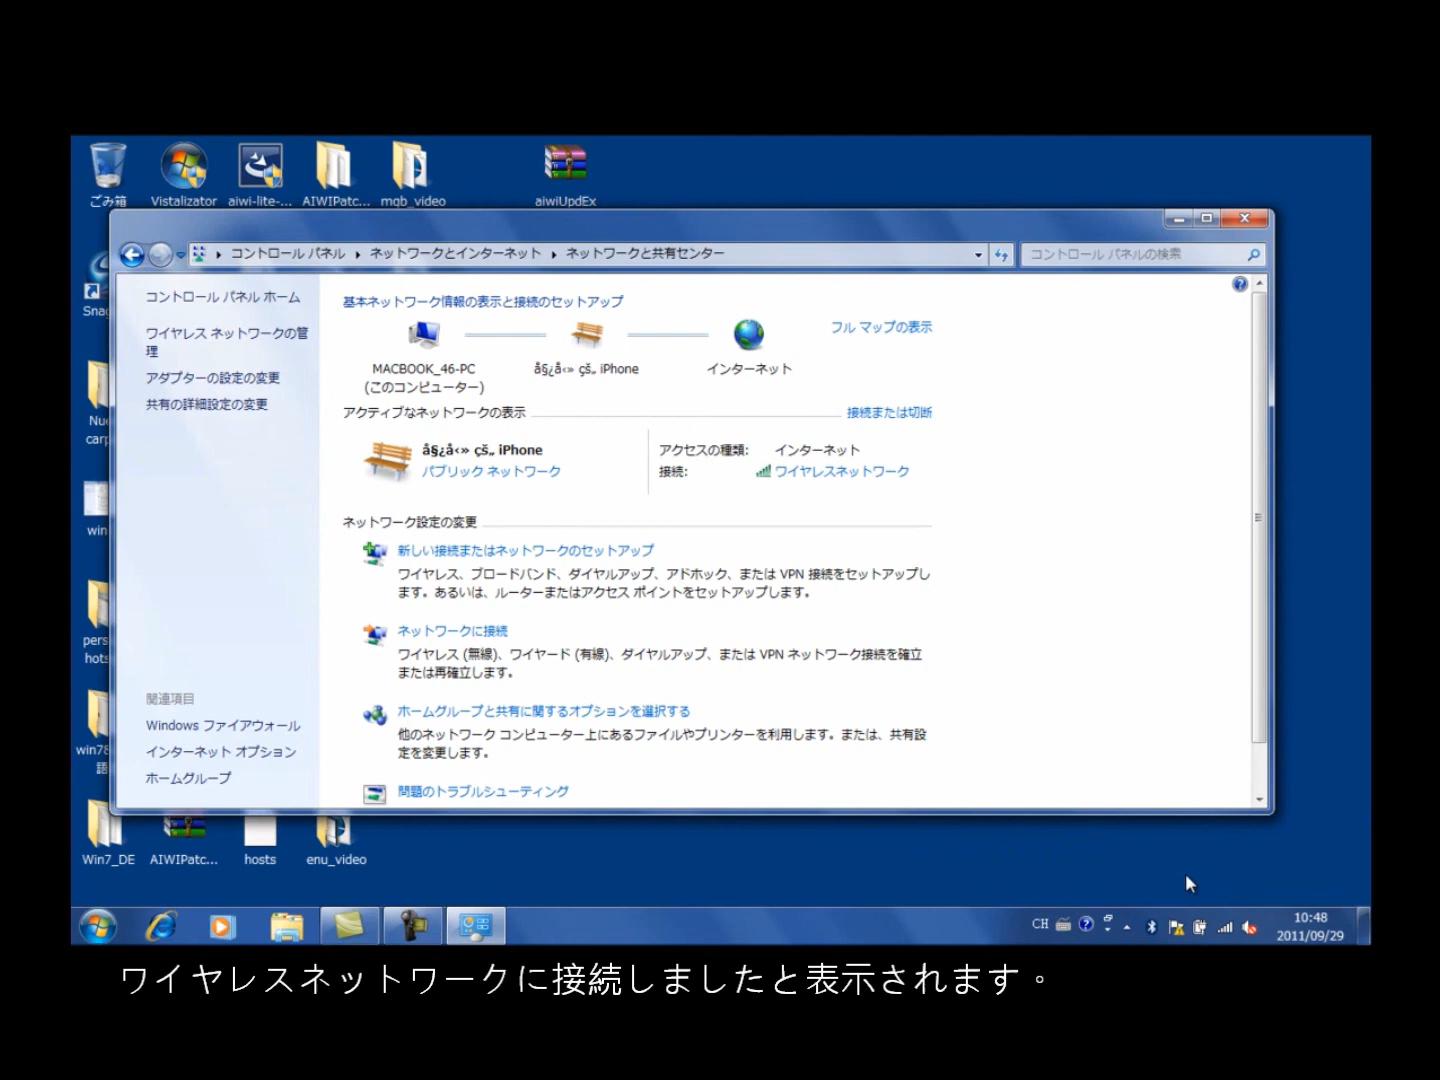 ごみ箱
Vistalizator
aiwi-lite-...
AIWIPatc...
mqb_video
aiwiUpdEx
コントロール パネル ▸ ネットワークとインターネット ▸ ネットワークと共有センター
コントロール パネルの検索
コントロール パネル ホーム
ワイヤレス ネットワークの管
理
アダプターの設定の変更
共有の詳細設定の変更
関連項目
Windows ファイアウォール
インターネット オプション
ホームグループ
基本ネットワーク情報の表示と接続のセットアップ
フル マップの表示
MACBOOK_46-PC
(このコンピューター)
å§¿å‹» çš„ iPhone
インターネット
アクティブなネットワークの表示
接続または切断
å§¿å‹» çš„ iPhone
パブリック ネットワーク
アクセスの種類: インターネット
接続: ワイヤレスネットワーク
ネットワーク設定の変更
新しい接続またはネットワークのセットアップ
ワイヤレス、ブロードバンド、ダイヤルアップ、アドホック、または VPN 接続をセットアップし
ます。あるいは、ルーターまたはアクセス ポイントをセットアップします。
ネットワークに接続
ワイヤレス (無線)、ワイヤード (有線)、ダイヤルアップ、または VPN ネットワーク接続を確立
または再確立します。
ホームグループと共有に関するオプションを選択する
他のネットワーク コンピューター上にあるファイルやプリンターを利用します。または、共有設
定を変更します。
問題のトラブルシューティング
Snag
Nue
carp
win
pers
hots
win78
語
Win7_DE
AIWIPatc...
hosts
enu_video
CH
10:48
2011/09/29
ワイヤレスネットワークに接続しましたと表示されます。